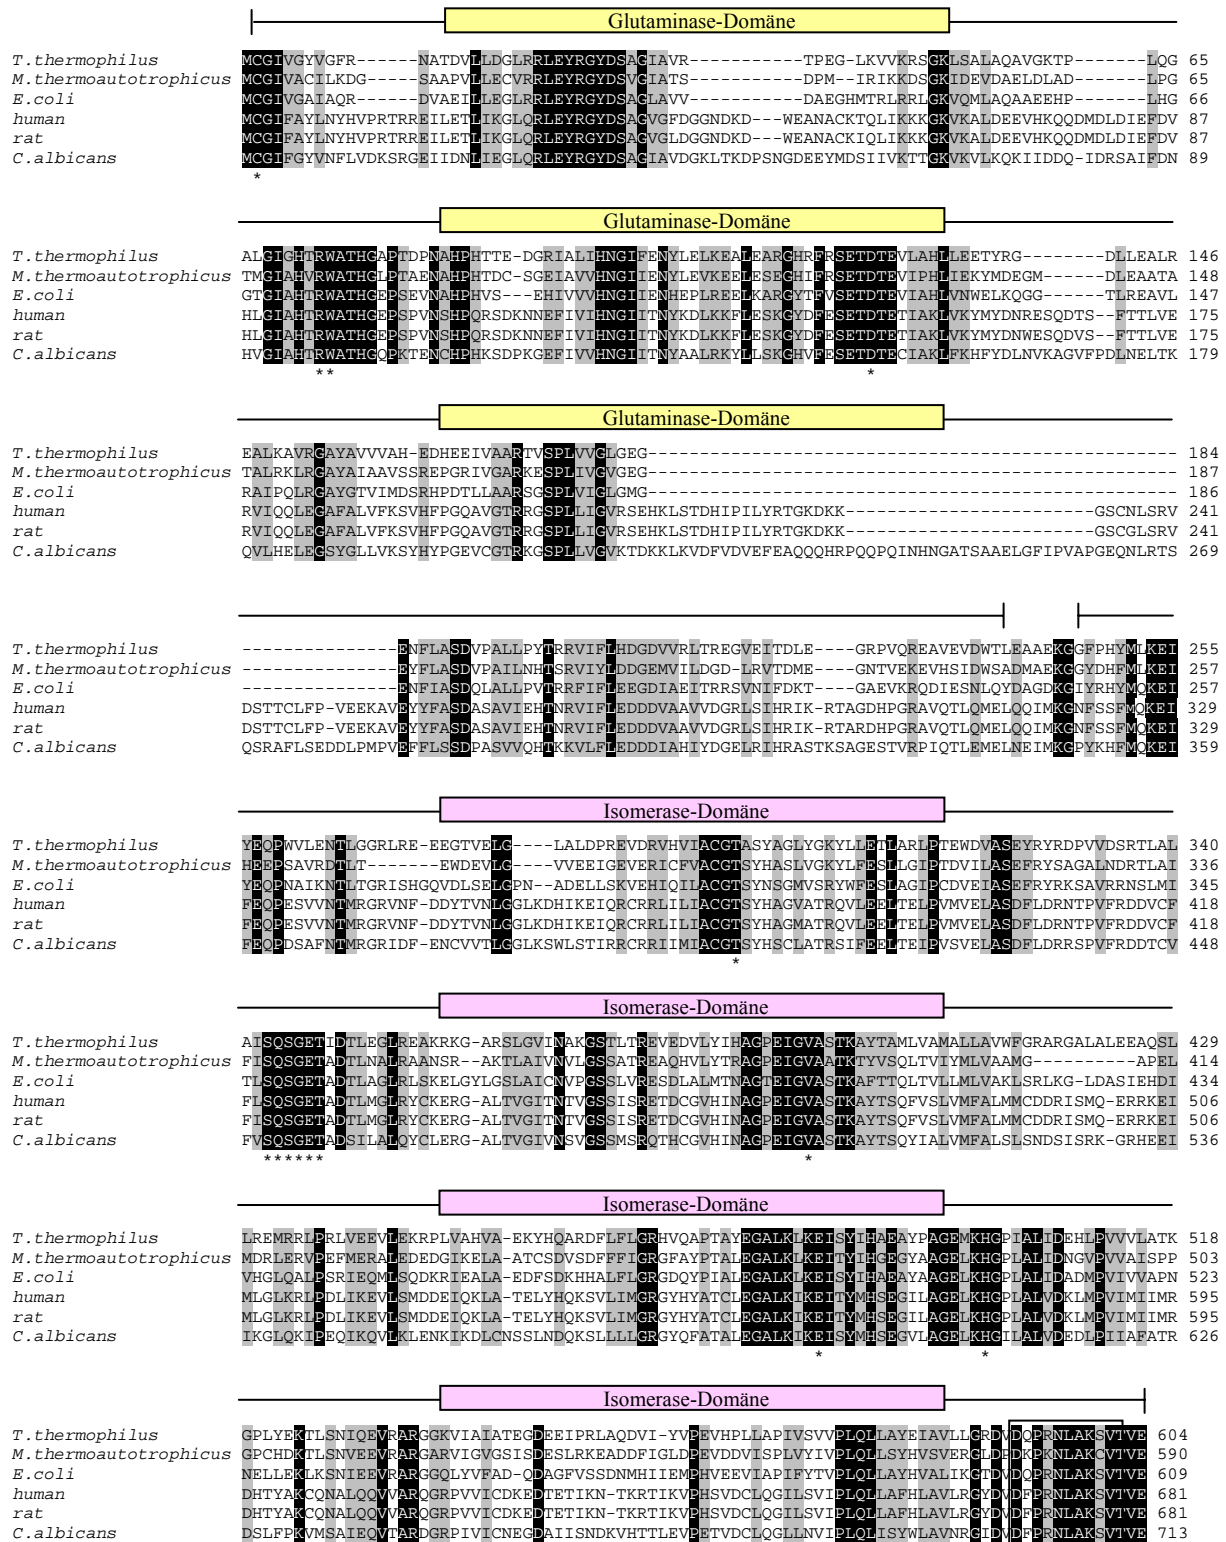 Glutaminase-Domäne
T.thermophilus MCGIVGYVGFR------NATDVLLDGLRRLEYRGYDSAGIAVR---------TPEG-LKVVKRSGKLSALAQAVGKTP------LQG 65
M.thermoautotrophicus MCGIVACILKDG-----SAAPVLLECVRRLEYRGYDSVGIATS---------DPM--IRIKKDSGKIDEVDAELDLAD------LPG 65
E.coli MCGIVGAIAQR------DVAEILLEGLRRLEYRGYDSAGLAVV---------DAEGHMTRLRRLGKVQMLAQAAEEHP------LHG 66
human MCGIFAYLNYHVPRTRREILETLIKGLQRLEYRGYDSAGVGFDGGNDKD---WEANACKTQLIKKKGKVKALDEEVHKQQDMDLDIEFDV 87
rat MCGIFAYLNYHVPRTRREILETLIKGLQRLEYRGYDSAGVGLDGGNDKD---WEANACKIQLIKKKGKVKALDEEVHKQQDMDLDIEFDV 87
C.albicans MCGIFGYVNFLVDKSRGEIIDNLIEGLQRLEYRGYDSAGIAVDGKLTKDPSNGDEEYMDSIIVKTTGKVKVLKQKIIDDQ-IDRSAIFDN 89
*
Glutaminase-Domäne
T.thermophilus ALGIGHTRWATHGAPTDPNAHPHTTE-DGRIALIHNGIFENYLELKEALEARGHRFRSETDTEVLAHLLEETYRG--------DLLEALR 146
M.thermoautotrophicus TMGIAHVRWATHGLPTAENAHPHTDC-SGEIAVIHNGIIENYLEVKEELESEGHIFRSETDTEVIPHLIEKYMDEGM------DLEAATA 148
E.coli GTGIAHTRWATHGEPSEVNAHPHVS---EHIVVVHNGIIENHEPLREELKARGYTFVSETDTEVIAHLVNWELKQGG------TLREAVL 147
human HLGIAHTRWATHGEPSPVNSHPQRSDKNNEFIVIHNGIITNYKDLKKFLESKGYDFESETDTETIAKLVKYMYDNRESQDTS-FTTLVE 175
rat HLGIAHTRWATHGEPSPVNSHPQRSDKNNEFIVIHNGIITNYKDLKKFLESKGYDFESETDTETIAKLVKYMYDNWESQDVS-FTTLVE 175
C.albicans HVGIAHTRWATHGQPKTENCHPHKSDPKGEFIVVHNGIITNYAALRKYLLSKGHVFESETDTECIAKLFKHFYDLNVKAGVFPDLNELTK 179
** *
Glutaminase-Domäne
T.thermophilus EALKAVRGAYAVVVAH-EDHEEIVAARTVSPLVVGLGEG--------------------------------------------------- 184
M.thermoautotrophicus TALRKLRGAYAIAAVSSREPGRIVGARKESPLIVGVGEG--------------------------------------------------- 187
E.coli RAIPQLRGAYGTVIMDSRHPDTLLAARSGSPLVIGLGMG--------------------------------------------------- 186
human RVIQQLEGAFALVFKSVHFPGQAVGTRRGSPLLIGVRSEHKLSTDHIPILYRTGKDKK------------------------GSCNLSRV 241
rat RVIQQLEGAFALVFKSVHFPGQAVGTRRGSPLLIGVRSEHKLSTDHIPILYRTGKDKK------------------------GSCGLSRV 241
C.albicans QVLHELEGSYGLLVKSYHYPGEVCGTRKGSPLLVGVKTDKKLKVDFVDVEFEAQQQHRPQQPQINHNGATSAAELGFIPVAPGEQNLRTS 269
T.thermophilus ---------------ENFLASDVPALLPYTRRVIFLHDGDVVRLTREGVEITDLE----GRPVQREAVEVDWTLEAAEKGGFPHYMLKEI 255
M.thermoautotrophicus ---------------EYFLASDVPAILNHTSRVIYLDDGEMVILDGD-LRVTDME----GNTVEKEVHSIDWSADMAEKGGYDHFMLKEI 257
E.coli ---------------ENFIASDQLALLPVTRRFIFLEEGDIAEITRRSVNIFDKT----GAEVKRQDIESNLQYDAGDKGIYRHYMQKEI 257
human DSTTCLFP-VEEKAVEYYFASDASAVIEHTNRVIFLEDDDVAAVVDGRLSIHRIK-RTAGDHPGRAVQTLQMELQQIMKGNFSSFMQKEI 329
rat DSTTCLFP-VEEKAVEYYFASDASAVIEHTNRVIFLEDDDVAAVVDGRLSIHRIK-RTARDHPGRAVQTLQMELQQIMKGNFSSFMQKEI 329
C.albicans QSRAFLSEDDLPMPVEFFLSSDPASVVQHTKKVLFLEDDDIAHIYDGELRIHRASTKSAGESTVRPIQTLEMELNEIMKGPYKHFMQKEI 359
Isomerase-Domäne
T.thermophilus YEQPWVLENTLGGRLRE-EEGTVELG----LALDPREVDRVHVIACGTASYAGLYGKYLLETLARLPTEWDVASEYRYRDPVVDSRTLAL 340
M.thermoautotrophicus HEEPSAVRDTLT------EWDEVLG----VVEEIGEVERICFVACGTSYHASLVGKYLFESLLGIPTDVILASEFRYSAGALNDRTLAI 336
E.coli YEQPNAIKNTLTGRISHGQVDLSELGPN--ADELLSKVEHIQILACGTSYNSGMVSRYWFESLAGIPCDVEIASEFRYRKSAVRRNSLMI 345
human FEQPESVVNTMRGRVNF-DDYTVNLGGLKDHIKEIQRCRRLILIACGTSYHAGVATRQVLEELTELPVMVELASDFLDRNTPVFRDDVCF 418
rat FEQPESVVNTMRGRVNF-DDYTVNLGGLKDHIKEIQRCRRLILIACGTSYHAGMATRQVLEELTELPVMVELASDFLDRNTPVFRDDVCF 418
C.albicans FEQPDSAFNTMRGRIDF-ENCVVTLGGLKSWLSTIRRCRRIIMIACGTSYHSCLATRSIFEELTEIPVSVELASDFLDRRSPVFRDDTCV 448
*
Isomerase-Domäne
T.thermophilus AISQSGETIDTLEGLREAKRKG-ARSLGVINAKGSTLTREVEDVLYIHAGPEIGVASTKAYTAMLVAMALLAVWFGRARGALALEEAQSL 429
M.thermoautotrophicus FISQSGETADTLNALRAANSR--AKTLAIVNVLGSSATREAQHVLYTRAGPEIGVAATKTYVSQLTVIYMLVAAMG---------APEL 414
E.coli TLSQSGETADTLAGLRLSKELGYLGSLAICNVPGSSLVRESDLALMTNAGTEIGVASTKAFTTQLTVLLMLVAKLSRLKG-LDASIEHDI 434
human FLSQSGETADTLMGLRYCKERG-ALTVGITNTVGSSISRETDCGVHINAGPEIGVASTKAYTSQFVSLVMFALMMCDDRISMQ-ERRKEI 506
rat FISQSGETADTLMGLRYCKERG-ALTVGITNTVGSSISRETDCGVHINAGPEIGVASTKAYTSQFVSLVMFALMMCDDRISMQ-ERRKEI 506
C.albicans FVSQSGETADSILALQYCLERG-ALTVGIVNSVGSSMSRQTHCGVHINAGPEIGVASTKAYTSQYIALVMFALSLSNDSISRK-GRHEEI 536
****** *
Isomerase-Domäne
T.thermophilus LREMRRLPRLVEEVLEKRPLVAHVA-EKYHQARDFLFLGRHVQAPTAYEGALKLKEISYIHAEAYPAGEMKHGPIALIDEHLPVVVLATK 518
M.thermoautotrophicus MDRLERVPEFMERALEDEDGIKELA-ATCSDVSDFFFIGRGFAYPTALEGALKLKEITYIHGEGYAAGELKHGPLALIDNGVPVVAISPP 503
E.coli VHGLQALPSRIEQMLSQDKRIEALA-EDFSDKHHALFLGRGDQYPIALEGALKLKEISYIHAEAYAAGELKHGPLALIDADMPVIVVAPN 523
human MLGLKRLPDLIKEVLSMDDEIQKLA-TELYHQKSVLIMGRGYHYATCLEGALKIKEITYMHSEGILAGELKHGPLALVDKLMPVIMIIMR 595
rat MLGLKRLPDLIKEVLSMDDEIQKLA-TELYHQKSVLIMGRGYHYATCLEGALKIKEITYMHSEGILAGELKHGPLALVDKLMPVIMIIMR 595
C.albicans IKGLQKIPEQIKQVLKLENKIKDLCNSSLNDQKSLLLLGRGYQFATALEGALKIKEISYMHSEGVLAGELKHGILALVDEDLPIIAFATR 626
* *
Isomerase-Domäne
T.thermophilus GPLYEKTLSNIQEVRARGGKVIAIATEGDEEIPRLAQDVI-YVPEVHPLLAPIVSVVPLQLLAYEIAVLLGRDVDQPRNLAKSVTVE 604
M.thermoautotrophicus GPCHDKTLSNVEEVRARGARVIGVGSISDESLRKEADDFIGLDPEVDDVISPLVYIVPLQLLSYHVSVERGLDPDKPRNLAKCVTVE 590
E.coli NELLEKLKSNIEEVRARGGQLYVFAD-QDAGFVSSDNMHIIEMPHVEEVIAPIFYTVPLQLLAYHVALIKGTDVDQPRNLAKSVTVE 609
human DHTYAKCQNALQQVVARQGRPVVICDKEDTETIKN-TKRTIKVPHSVDCLQGILSVIPLQLLAFHLAVLRGYDVDFPRNLAKSVTVE 681
rat DHTYAKCQNALQQVVARQGRPVVICDKEDTETIKN-TKRTIKVPHSVDCLQGILSVIPLQLLAFHLAVLRGYDVDFPRNLAKSVTVE 681
C.albicans DSLFPKVMSAIEQVTARDGRPIVICNEGDAIISNDKVHTTLEVPETVDCLQGLLNVIPLQLISYWLAVNRGIDVDFPRNLAKSVTVE 713